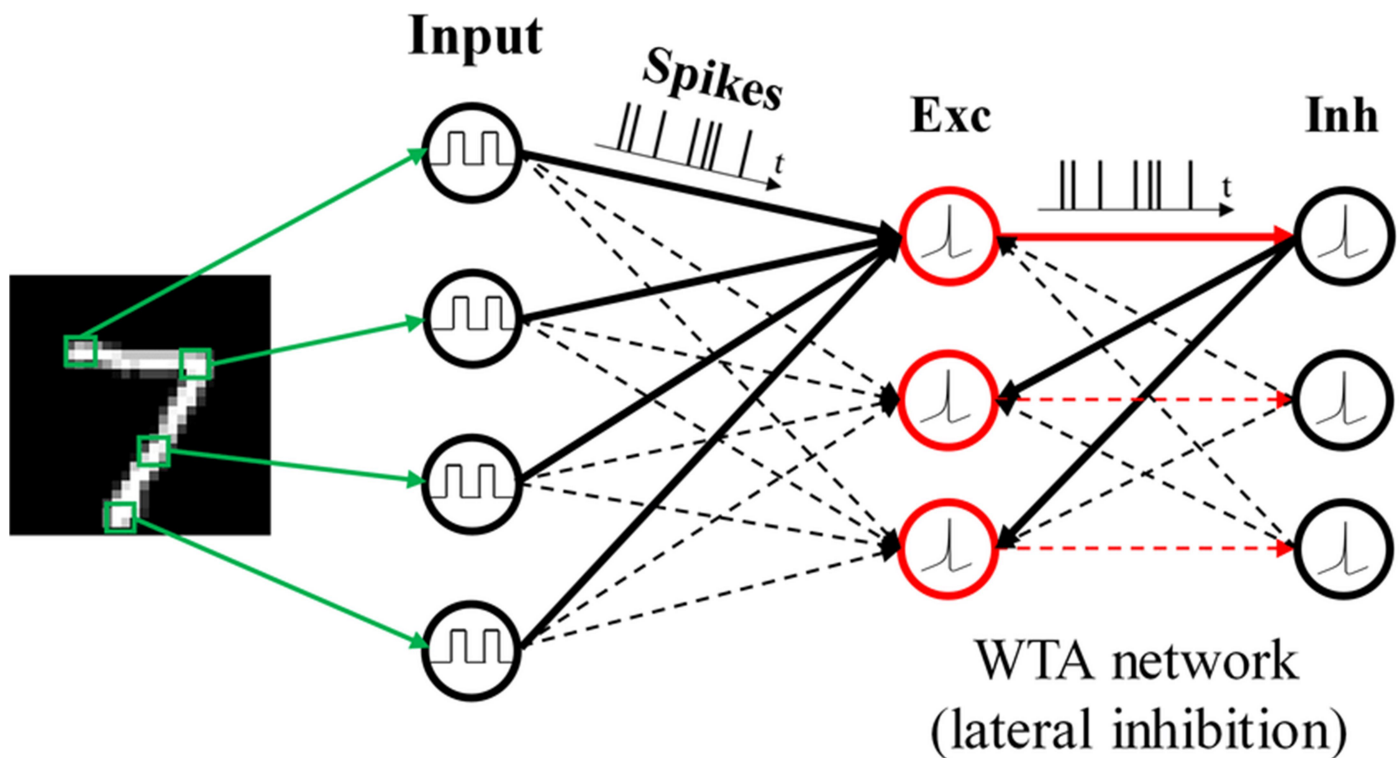 Input
Spikes
t
Exc
t
Inh
WTA network
(lateral inhibition)